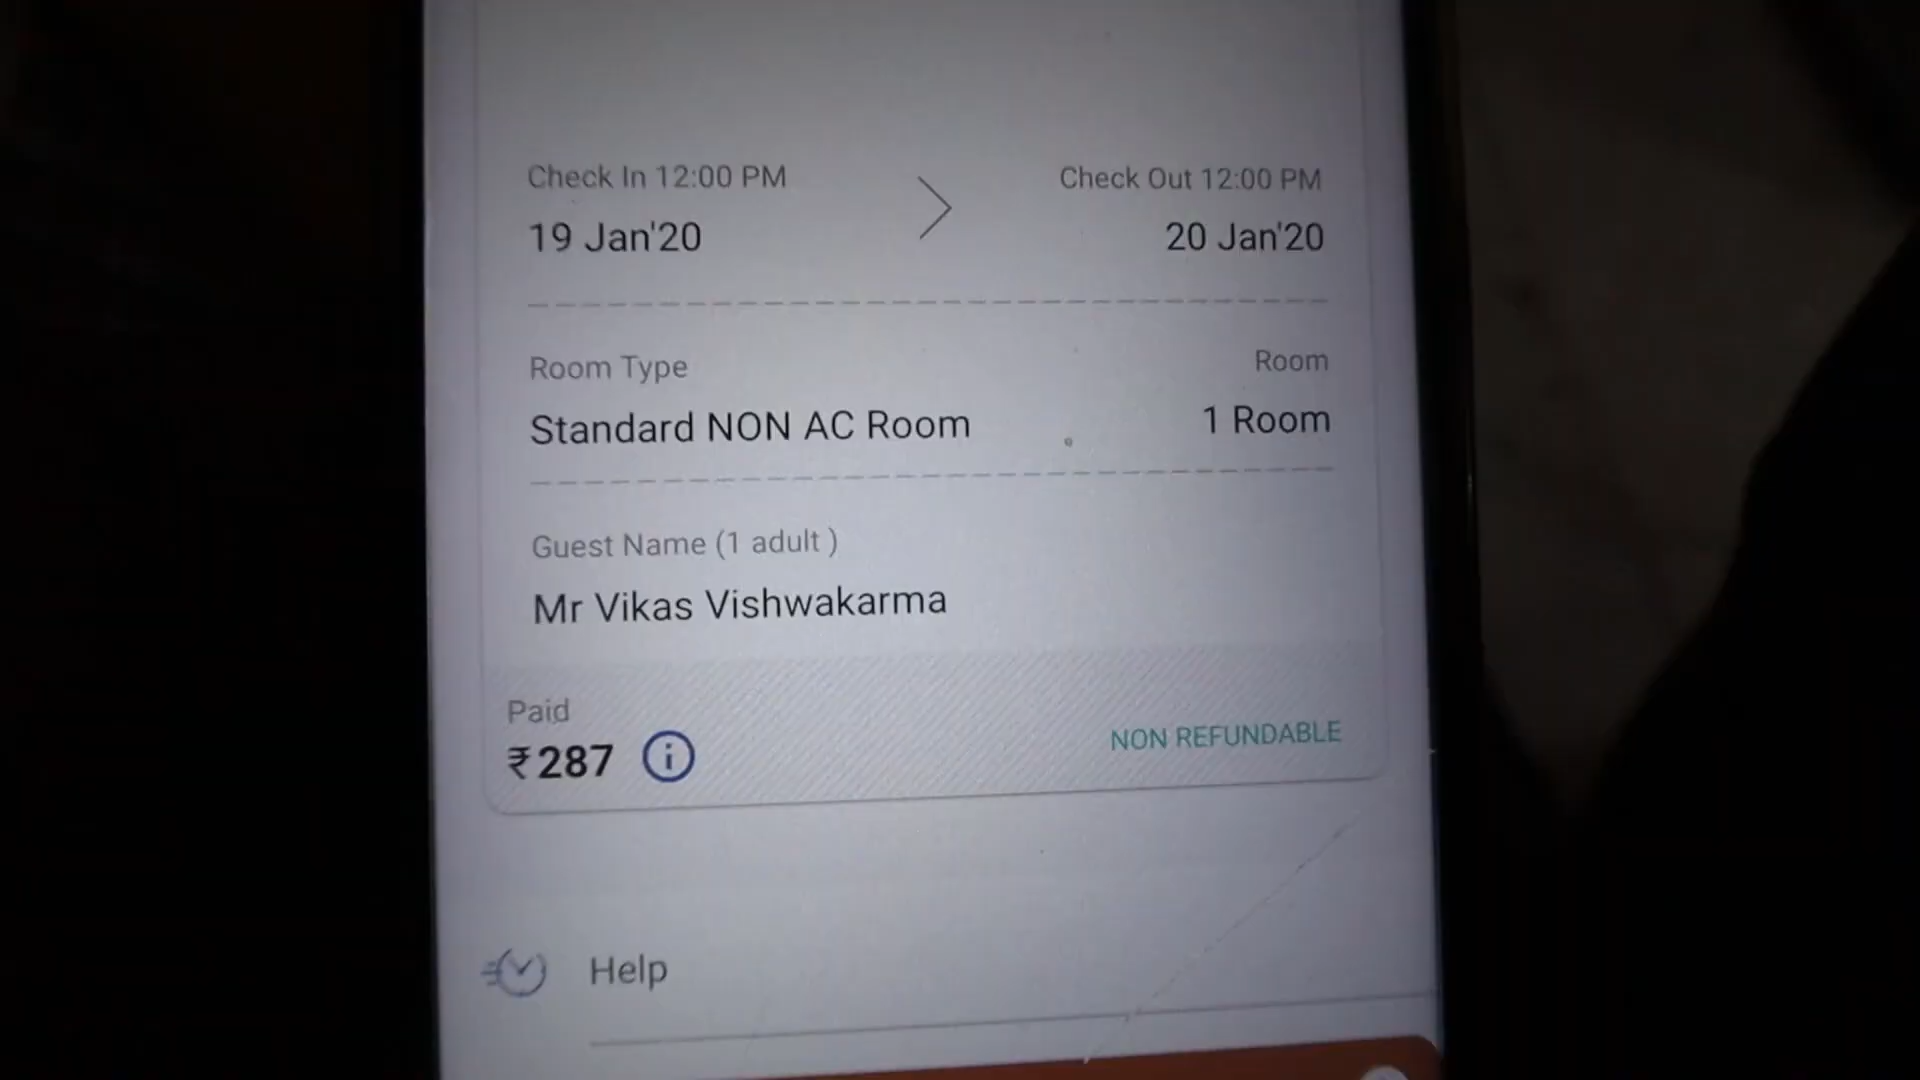 Check In 12:00 PM
Check Out 12:00 PM
19 Jan'20
20 Jan'20
Room Type
Room
Standard NON AC Room
1 Room
Guest Name (1 adult )
Mr Vikas Vishwakarma
Paid
₹287
NON REFUNDABLE
Help